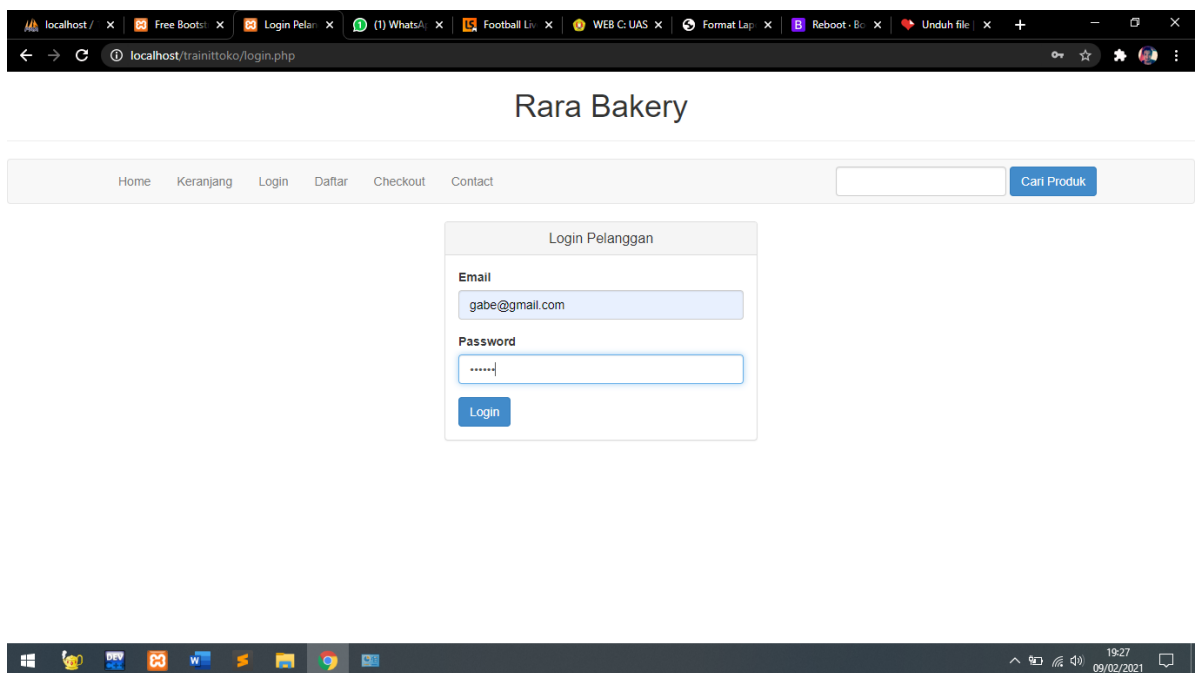 localhost / Free Bootst Login Pelan (1) WhatsA Football Liv WEB C: UAS Format Lap Reboot · Bo Unduh file |
localhost/trainittoko/login.php
Rara Bakery
Home Keranjang Login Daftar Checkout Contact Cari Produk
Login Pelanggan
Email
gabe@gmail.com
Password
••••••
Login
19:27
09/02/2021